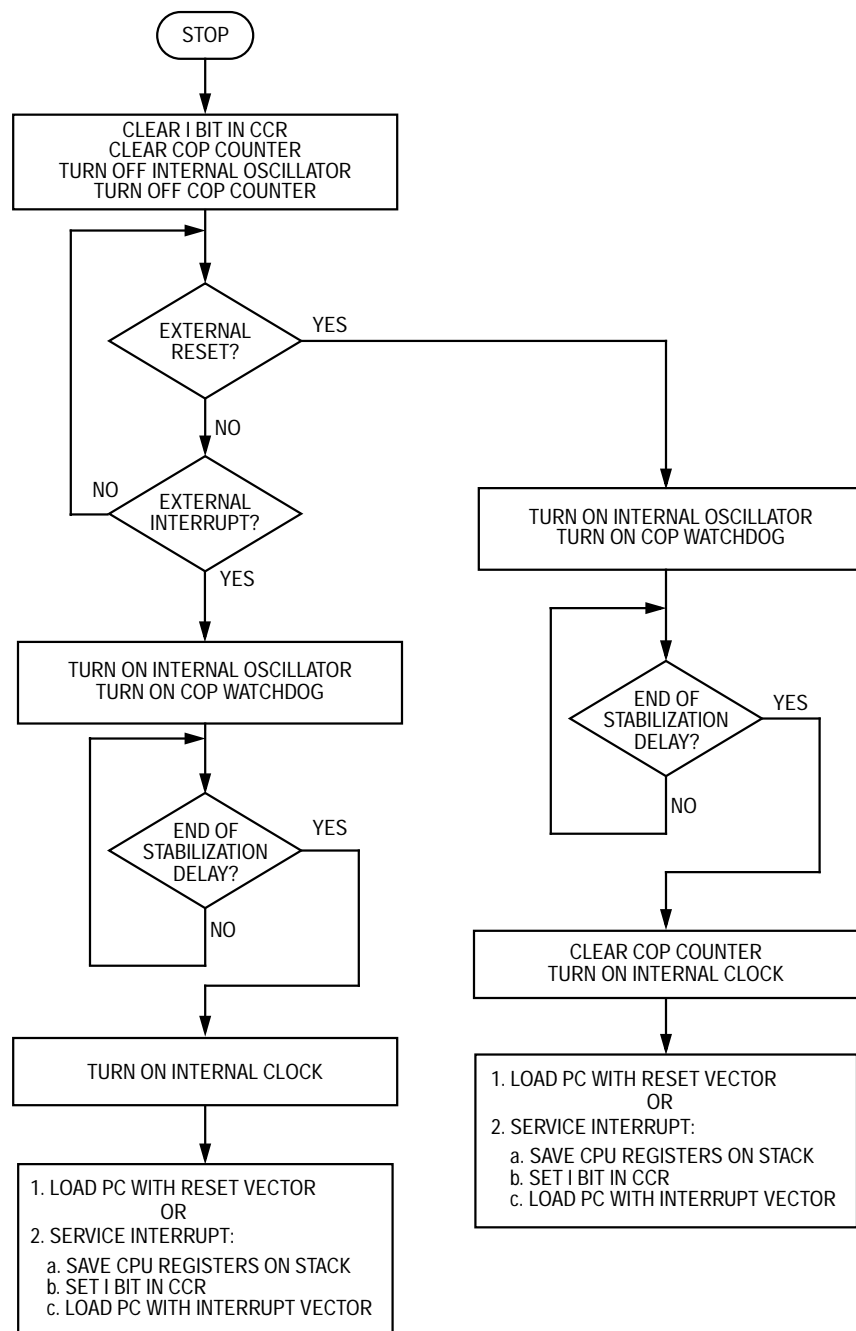 STOP
CLEAR I BIT IN CCR
CLEAR COP COUNTER
TURN OFF INTERNAL OSCILLATOR
TURN OFF COP COUNTER
EXTERNAL
RESET?
YES
NO
EXTERNAL
INTERRUPT?
NO
YES
TURN ON INTERNAL OSCILLATOR
TURN ON COP WATCHDOG
END OF
STABILIZATION
DELAY?
YES
NO
TURN ON INTERNAL CLOCK
1. LOAD PC WITH RESET VECTOR
OR
2. SERVICE INTERRUPT:
a. SAVE CPU REGISTERS ON STACK
b. SET I BIT IN CCR
c. LOAD PC WITH INTERRUPT VECTOR
TURN ON INTERNAL OSCILLATOR
TURN ON COP WATCHDOG
END OF
STABILIZATION
DELAY?
YES
NO
CLEAR COP COUNTER
TURN ON INTERNAL CLOCK
1. LOAD PC WITH RESET VECTOR
OR
2. SERVICE INTERRUPT:
a. SAVE CPU REGISTERS ON STACK
b. SET I BIT IN CCR
c. LOAD PC WITH INTERRUPT VECTOR